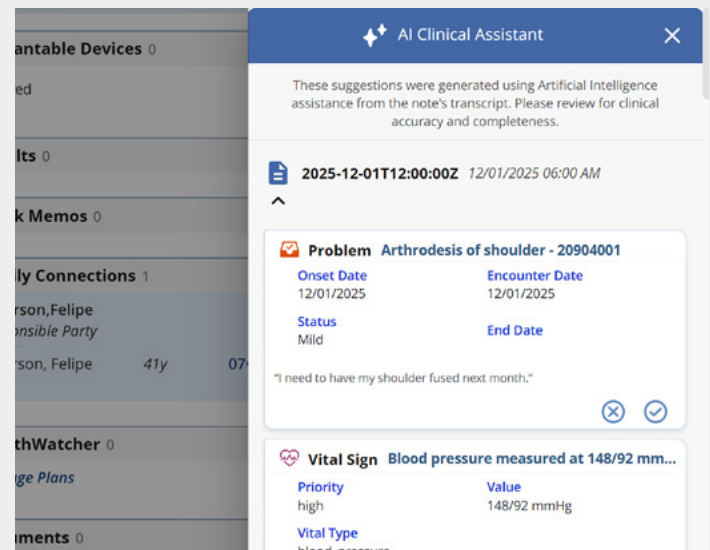 AI Clinical Assistant
These suggestions were generated using Artificial Intelligence
assistance from the note's transcript. Please review for clinical
accuracy and completeness.
2025-12-01T12:00:00Z 12/01/2025 06:00 AM
Problem Arthrodesis of shoulder - 20904001
Onset Date Encounter Date
12/01/2025 12/01/2025
Status End Date
Mild
"I need to have my shoulder fused next month."
Vital Sign Blood pressure measured at 148/92 mm...
Priority Value
high 148/92 mmHg
Vital Type
blood_pressure
antable Devices 0
ed
lts 0
k Memos 0
ily Connections 1
rson,Felipe
onsible Party
rson, Felipe 41y 07
thWatcher 0
ge Plans
uments 0